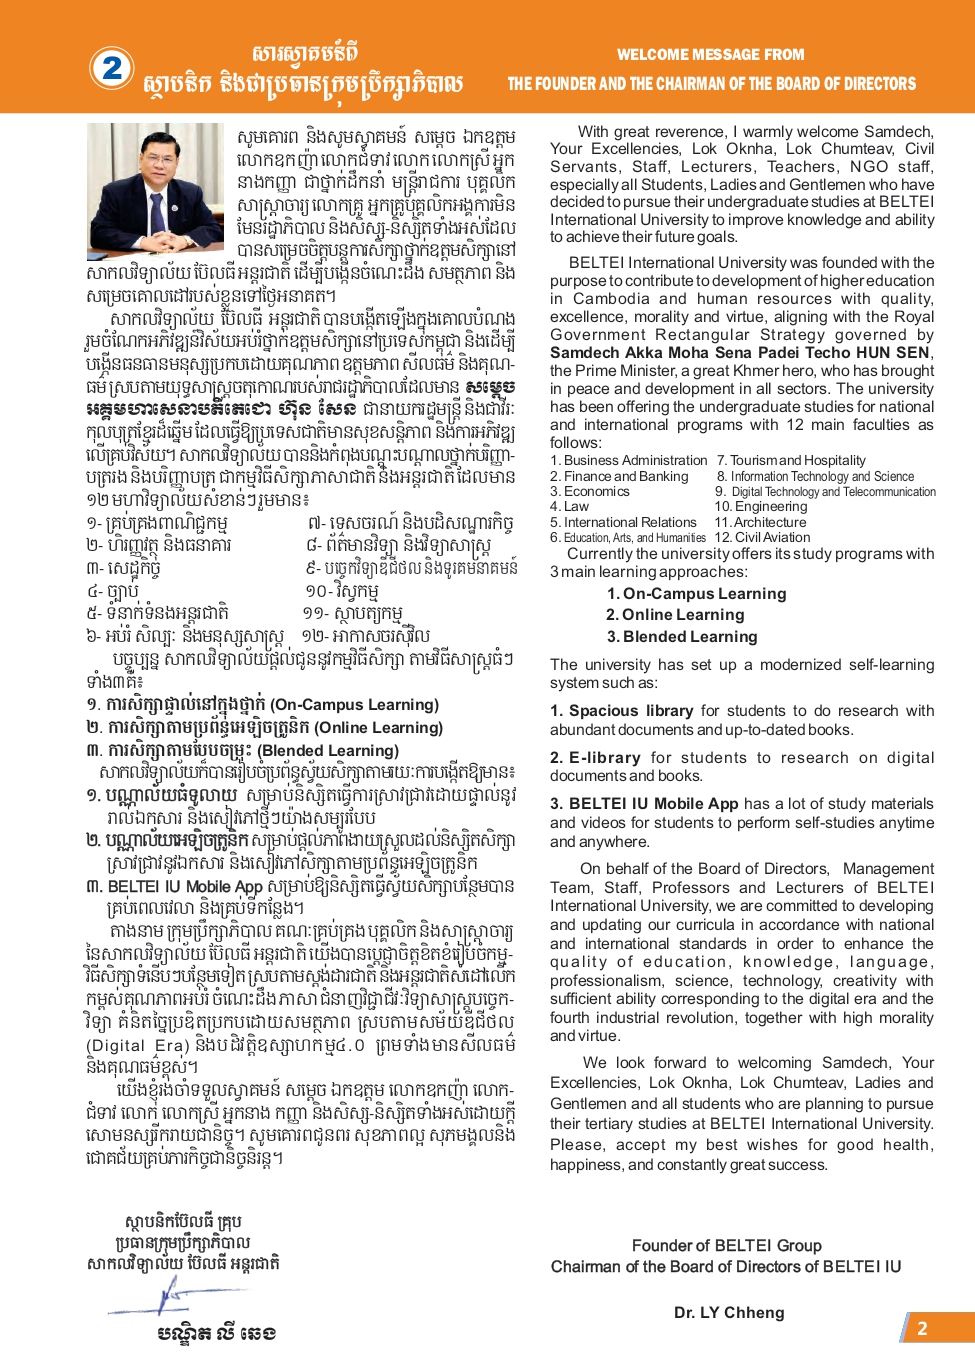 2
សារស្វាគមន៍ពី
ស្ថាបនិក និងជាប្រធានក្រុមប្រឹក្សាភិបាល
WELCOME MESSAGE FROM
THE FOUNDER AND THE CHAIRMAN OF THE BOARD OF DIRECTORS
សូមគោរព និងសូមស្វាគមន៍ សម្តេច ឯកឧត្តម
លោកឧកញ៉ា លោកជំទាវ លោក លោកស្រី អ្នក
នាងកញ្ញា ជាថ្នាក់ដឹកនាំ មន្ត្រីរាជការ បុគ្គលិក
សាស្ត្រាចារ្យ លោកគ្រូ អ្នកគ្រូបុគ្គលិកអង្គការមិន
មែនរដ្ឋាភិបាល និងសិស្ស-និស្សិតទាំងអស់ដែល
បានសម្រេចចិត្តបន្តការសិក្សាថ្នាក់ឧត្តមសិក្សានៅ
សាកលវិទ្យាល័យ ប៊ែលធី អន្តរជាតិ ដើម្បីបង្កើនចំណេះដឹង សមត្ថភាព និង
សម្រេចគោលដៅរបស់ខ្លួនទៅថ្ងៃអនាគត។
សាកលវិទ្យាល័យ ប៊ែលធី អន្តរជាតិ បានបង្កើតឡើងក្នុងគោលបំណង
រួមចំណែកអភិវឌ្ឍន៍វិស័យអប់រំថ្នាក់ឧត្តមសិក្សានៅប្រទេសកម្ពុជា និងដើម្បី
បង្កើនធនធានមនុស្សប្រកបដោយគុណភាព ឧត្តមភាព សីលធម៌ និងគុណ-
ធម៌ ស្របតាមយុទ្ធសាស្ត្រចតុកោណរបស់រាជរដ្ឋាភិបាលដែលមាន សម្តេច
អគ្គមហាសេនាបតីតេជោ ហ៊ុន សែន ជានាយករដ្ឋមន្ត្រី និងជាវីរៈ
កុលបុត្រខ្មែរដ៏ឆ្នើម ដែលធ្វើឱ្យប្រទេសជាតិមានសុខសន្តិភាព និងការអភិវឌ្ឍ
លើគ្រប់វិស័យ។ សាកលវិទ្យាល័យ បាននិងកំពុងបណ្តុះបណ្តាលថ្នាក់បរិញ្ញា-
បត្ររង និងបរិញ្ញាបត្រ ជាកម្មវិធីសិក្សាភាសាជាតិ និងអន្តរជាតិ ដែលមាន
១២ មហាវិទ្យាល័យសំខាន់ៗរួមមាន៖
១- គ្រប់គ្រងពាណិជ្ជកម្ម ៧- ទេសចរណ៍ និងបដិសណ្ឋារកិច្ច
២- ហិរញ្ញវត្ថុ និងធនាគារ ៨- ព័ត៌មានវិទ្យា និងវិទ្យាសាស្ត្រ
៣- សេដ្ឋកិច្ច ៩- បច្ចេកវិទ្យាឌីជីថល និងទូរគមនាគមន៍
៤- ច្បាប់ ១០- វិស្វកម្ម
៥- ទំនាក់ទំនងអន្តរជាតិ ១១- ស្ថាបត្យកម្ម
៦- អប់រំ សិល្បៈ និងមនុស្សសាស្ត្រ ១២- អាកាសចរស៊ីវិល
បច្ចុប្បន្ន សាកលវិទ្យាល័យផ្តល់ជូននូវកម្មវិធីសិក្សា តាមវិធីសាស្ត្រធំៗ
ទាំង៣គឺ៖
១. ការសិក្សាផ្ទាល់នៅក្នុងថ្នាក់ (On-Campus Learning)
២. ការសិក្សាតាមប្រព័ន្ធអេឡិចត្រូនិក (Online Learning)
៣. ការសិក្សាតាមបែបចម្រុះ (Blended Learning)
សាកលវិទ្យាល័យក៏បានរៀបចំប្រព័ន្ធស្វ័យសិក្សាតាមរយៈការបង្កើតឱ្យមាន៖
១. បណ្ណាល័យធំទូលាយ សម្រាប់និស្សិតធ្វើការស្រាវជ្រាវដោយផ្ទាល់នូវ
រាល់ឯកសារ និងសៀវភៅថ្មីៗយ៉ាងសម្បូរបែប
២. បណ្ណាល័យអេឡិចត្រូនិក សម្រាប់ផ្តល់ភាពងាយស្រួលដល់និស្សិតសិក្សា
ស្រាវជ្រាវនូវឯកសារ និងសៀវភៅសិក្សាតាមប្រព័ន្ធអេឡិចត្រូនិក
៣. BELTEI IU Mobile App សម្រាប់ឱ្យនិស្សិតធ្វើស្វ័យសិក្សាបន្ថែមបាន
គ្រប់ពេលវេលា និងគ្រប់ទីកន្លែង។
តាងនាម ក្រុមប្រឹក្សាភិបាល គណៈគ្រប់គ្រង បុគ្គលិក និងសាស្ត្រាចារ្យ
នៃសាកលវិទ្យាល័យ ប៊ែលធី អន្តរជាតិ យើងបានប្តេជ្ញាចិត្តខិតខំរៀបចំកម្ម-
វិធីសិក្សាទំនើបៗបន្ថែមទៀត ស្របតាមស្តង់ដារជាតិ និងអន្តរជាតិសំដៅលើក
កម្ពស់គុណភាពអប់រំ ចំណេះដឹង ភាសា ជំនាញវិជ្ជាជីវៈ វិទ្យាសាស្ត្របច្ចេក-
វិទ្យា គំនិតច្នៃប្រឌិតប្រកបដោយសមត្ថភាព ស្របតាមសម័យឌីជីថល
(Digital Era) និងបដិវត្តិឧស្សាហកម្ម៤.០ ព្រមទាំងមានសីលធម៌
និងគុណធម៌ខ្ពស់។
យើងខ្ញុំរង់ចាំទទួលស្វាគមន៍ សម្តេច ឯកឧត្តម លោកឧកញ៉ា លោក-
ជំទាវ លោក លោកស្រី អ្នកនាង កញ្ញា និងសិស្ស-និស្សិតទាំងអស់ដោយក្តី
សោមនស្សរីករាយជានិច្ច។ សូមគោរពជូនពរ សុខភាពល្អ សុភមង្គលនិង
ជោគជ័យគ្រប់ភារកិច្ចជានិច្ចនិរន្ត។
ស្ថាបនិកប៊ែលធី គ្រុប
ប្រធានក្រុមប្រឹក្សាភិបាល
សាកលវិទ្យាល័យ ប៊ែលធី អន្តរជាតិ
បណ្ឌិត លី ឆេង
With great reverence, I warmly welcome Samdech,
Your Excellencies, Lok Oknha, Lok Chumteav, Civil
Servants, Staff, Lecturers, Teachers, NGO staff,
especially all Students, Ladies and Gentlemen who have
decided to pursue their undergraduate studies at BELTEI
International University to improve knowledge and ability
to achieve their future goals.
BELTEI International University was founded with the
purpose to contribute to development of higher education
in Cambodia and human resources with quality,
excellence, morality and virtue, aligning with the Royal
Government Rectangular Strategy governed by
Samdech Akka Moha Sena Padei Techo HUN SEN,
the Prime Minister, a great Khmer hero, who has brought
in peace and development in all sectors. The university
has been offering the undergraduate studies for national
and international programs with 12 main faculties as
follows:
1. Business Administration 7. Tourism and Hospitality
2. Finance and Banking 8. Information Technology and Science
3. Economics 9. Digital Technology and Telecommunication
4. Law 10. Engineering
5. International Relations 11. Architecture
6. Education, Arts, and Humanities 12. Civil Aviation
Currently the university offers its study programs with
3 main learning approaches:
1. On-Campus Learning
2. Online Learning
3. Blended Learning
The university has set up a modernized self-learning
system such as:
1. Spacious library for students to do research with
abundant documents and up-to-dated books.
2. E-library for students to research on digital
documents and books.
3. BELTEI IU Mobile App has a lot of study materials
and videos for students to perform self-studies anytime
and anywhere.
On behalf of the Board of Directors, Management
Team, Staff, Professors and Lecturers of BELTEI
International University, we are committed to developing
and updating our curricula in accordance with national
and international standards in order to enhance the
quality of education, knowledge, language,
professionalism, science, technology, creativity with
sufficient ability corresponding to the digital era and the
fourth industrial revolution, together with high morality
and virtue.
We look forward to welcoming Samdech, Your
Excellencies, Lok Oknha, Lok Chumteav, Ladies and
Gentlemen and all students who are planning to pursue
their tertiary studies at BELTEI International University.
Please, accept my best wishes for good health,
happiness, and constantly great success.
Founder of BELTEI Group
Chairman of the Board of Directors of BELTEI IU
Dr. LY Chheng
2